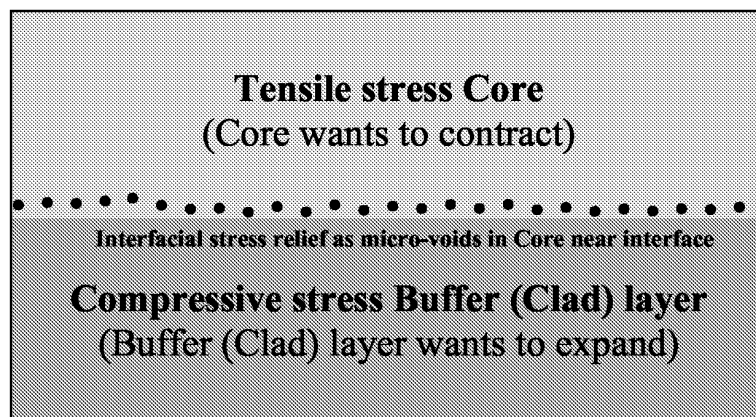 Tensile stress Core
(Core wants to contract)
Interfacial stress relief as micro-voids in Core near interface
Compressive stress Buffer (Clad) layer
(Buffer (Clad) layer wants to expand)